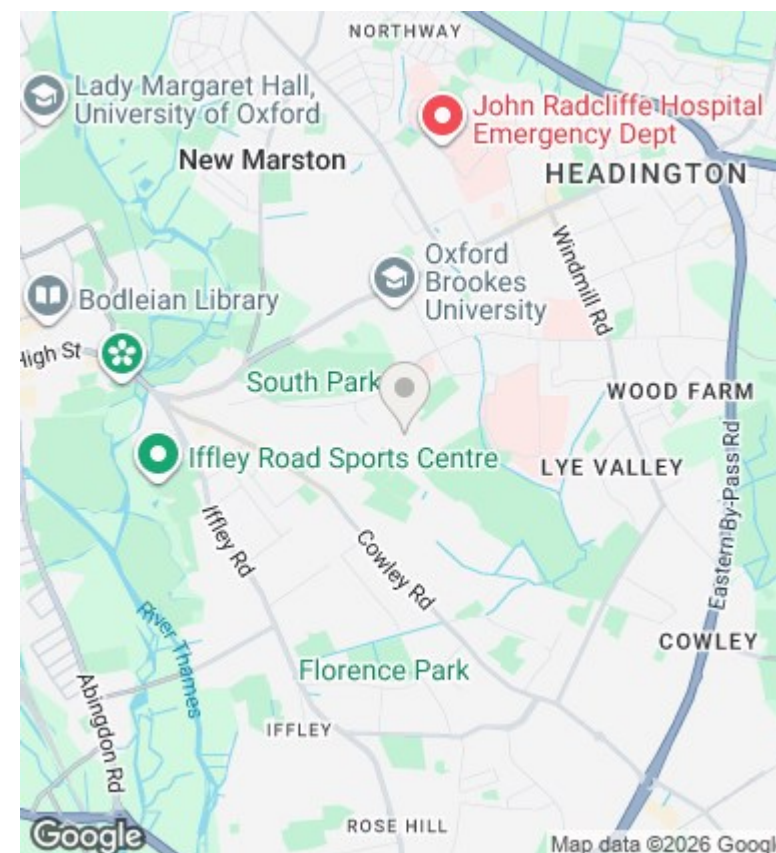 NORTHWAY
Lady Margaret Hall,
University of Oxford
John Radcliffe Hospital
Emergency Dept
New Marston
HEADINGTON
Windmill Rd
Oxford
Brookes
University
Bodleian Library
High St
South Park
WOOD FARM
Iffley Road Sports Centre
LYE VALLEY
Eastern By-Pass Rd
Iffley Rd
Cowley Rd
River Thames
COWLEY
Florence Park
Abingdon Rd
IFFLEY
ROSE HILL
Google
Map data ©2026 Googl